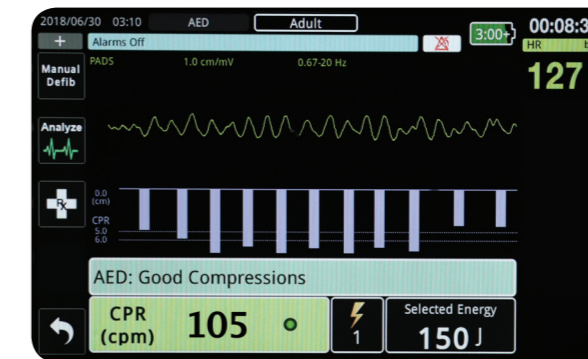 2018/06/30 03:10 AED Adult 3:00+ 00:08:3
+ Alarms Off HR
127
PADS 1.0 cm/mV 0.67-20 Hz
Manual
Defib
Analyze
Rx
0.0
(cm)
CPR
5.0
6.0
AED: Good Compressions
CPR
(cpm) 105 1
Selected Energy
150 J